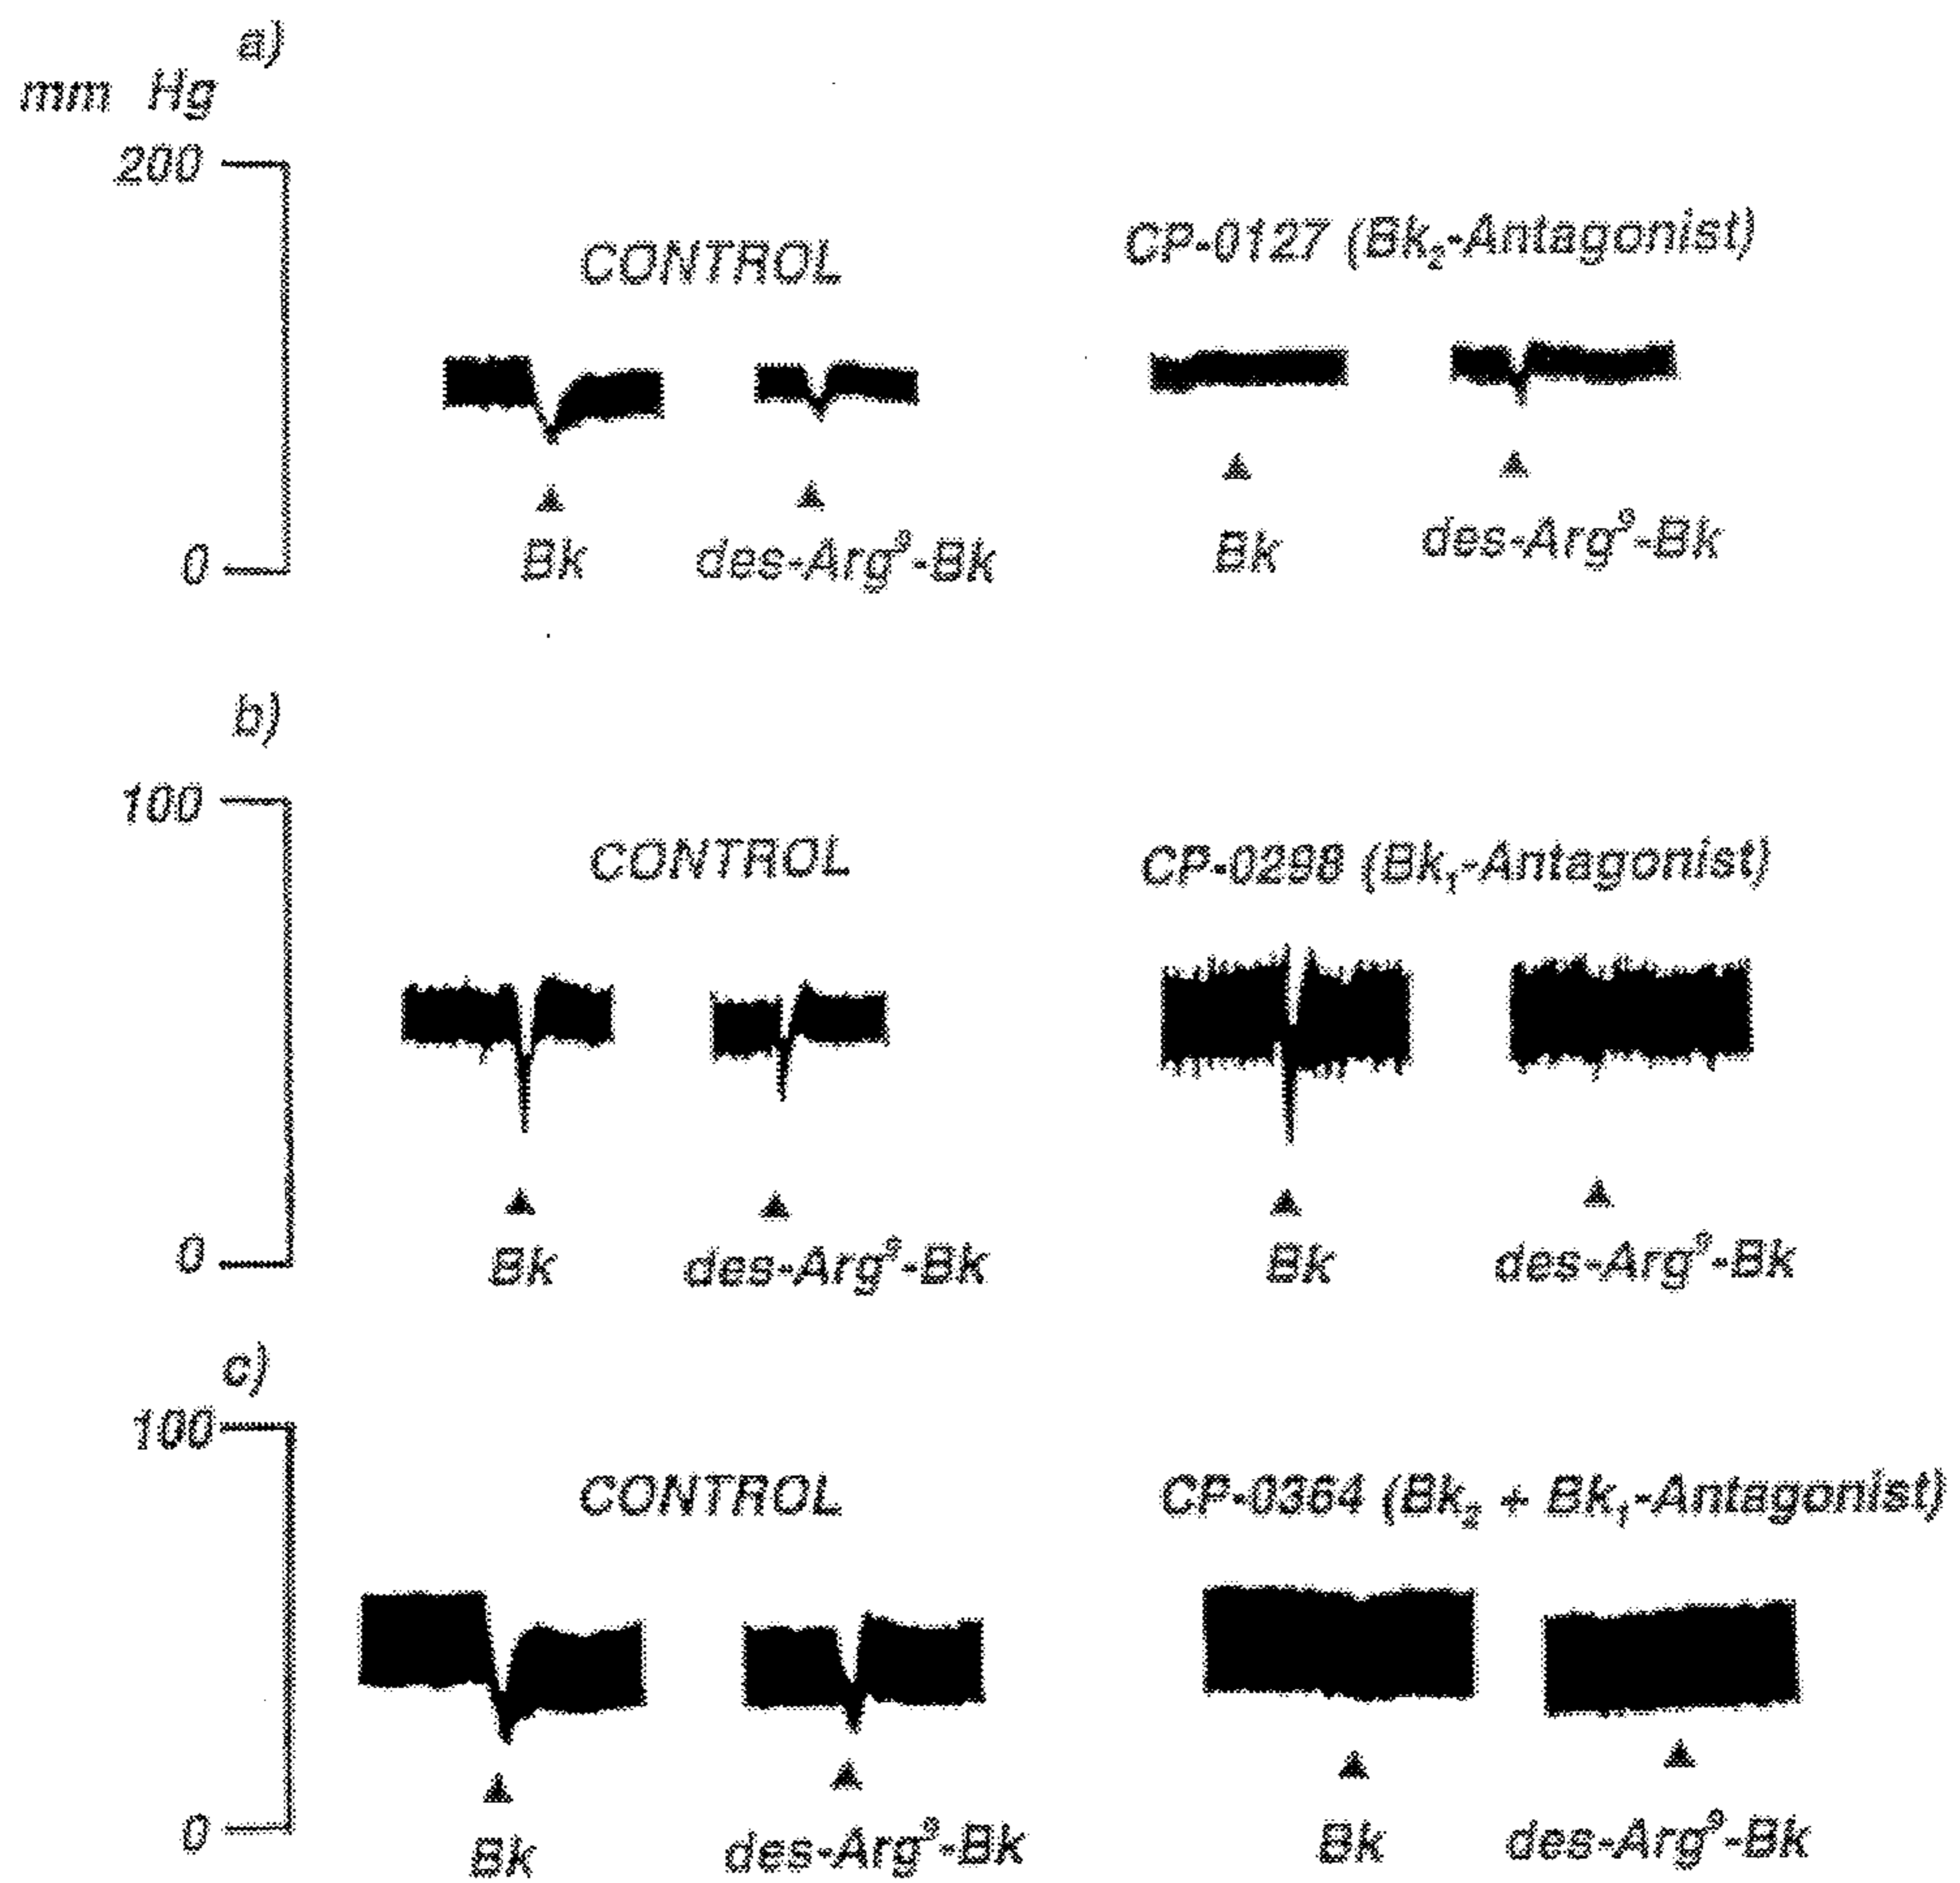 a)
mm Hg
200
CONTROL
CP-0127 (Bk₂-Antagonist)
0
Bk
des-Arg⁹-Bk
Bk
des-Arg⁹-Bk
b)
100
CONTROL
CP-0298 (Bk₁-Antagonist)
0
Bk
des-Arg⁹-Bk
Bk
des-Arg⁹-Bk
c)
100
CONTROL
CP-0364 (Bk₂ + Bk₁-Antagonist)
0
Bk
des-Arg⁹-Bk
Bk
des-Arg⁹-Bk